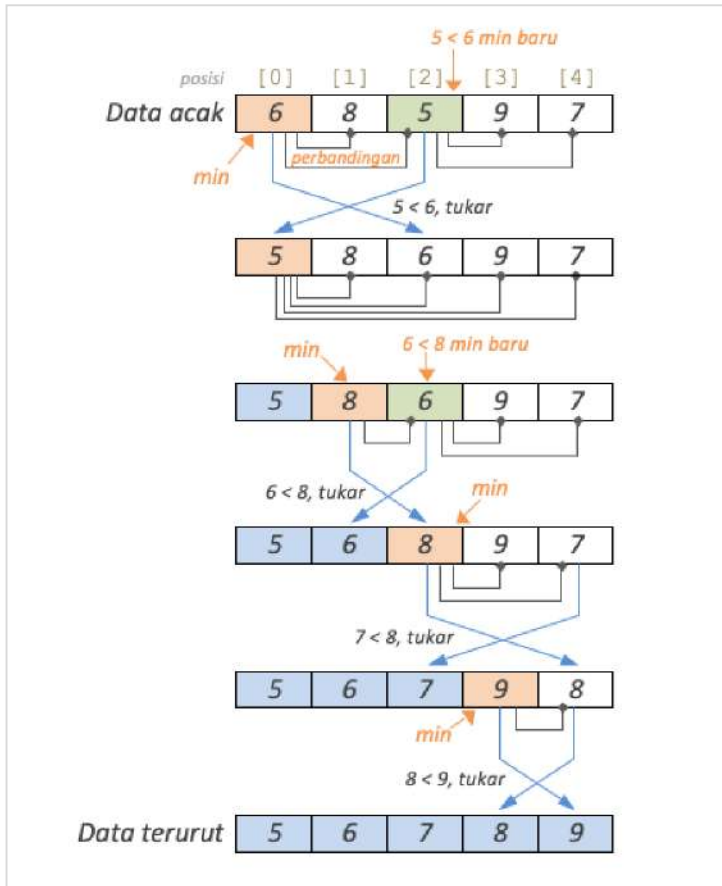 5 < 6 min baru
posisi [0] [1] [2] [3] [4]
Data acak 6 8 5 9 7
min
perbandingan
5 < 6, tukar
5 8 6 9 7
min
6 < 8 min baru
5 8 6 9 7
6 < 8, tukar
min
5 6 8 9 7
7 < 8, tukar
5 6 7 9 8
min
8 < 9, tukar
Data terurut 5 6 7 8 9